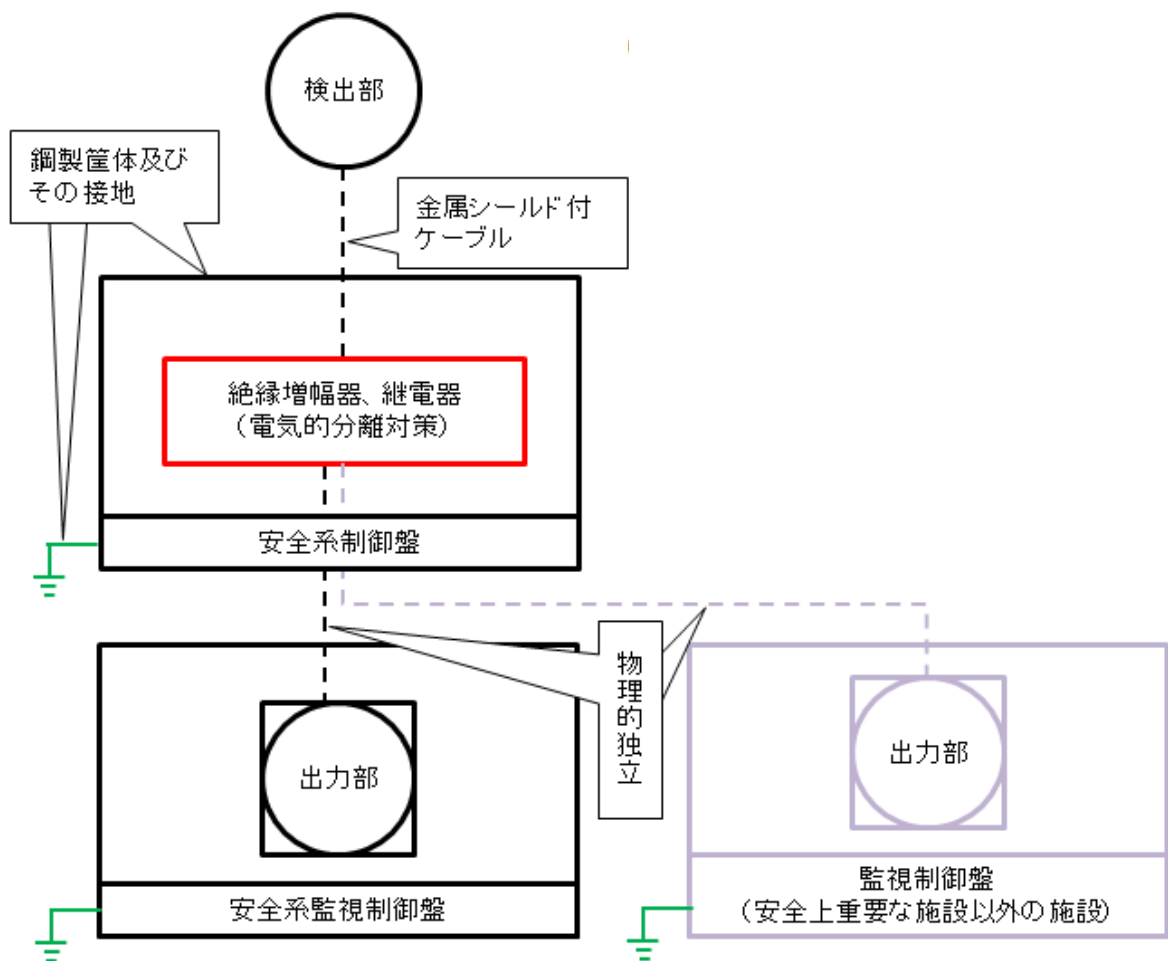 検出部
鋼製筐体及び
その接地
金属シールド付
ケーブル
絶縁増幅器、継電器
(電気的分離対策)
安全系制御盤
物理的独立
出力部
出力部
安全系監視制御盤
監視制御盤
(安全上重要な施設以外の施設)